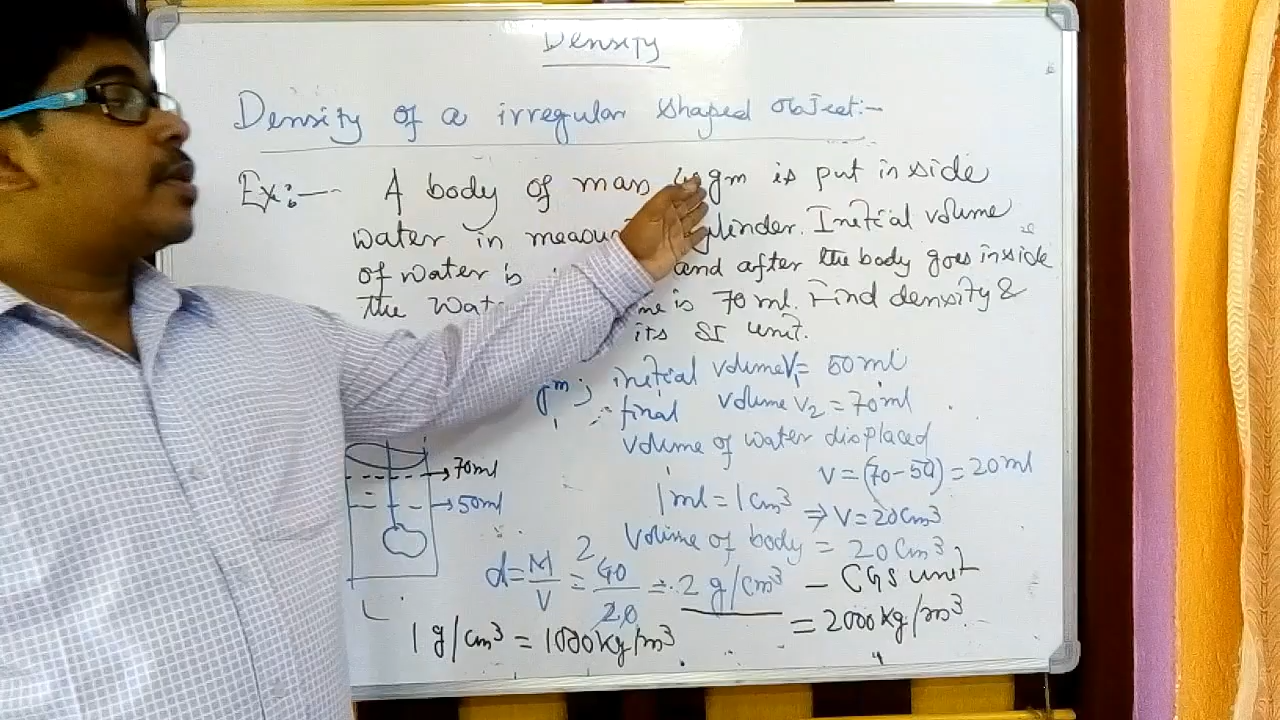 Density
Density of a irregular shaped object:-
Ex:- A body of mass gm is put inside
water in measu ylinder. Initial volume
of water is and after the body goes inside
the Wat me is 70 ml. Find density &
its SI unit.
gm; initial volume V₁ = 50 ml
final volume V₂ = 70 ml
volume of water displaced
V = (70-50) = 20 ml
70ml
50ml
1 ml = 1 cm³ ⇒ V = 20 cm³
Volume of body = 20 cm³
d = M/V = 40/20 = 2 g/cm³ - CGS unit
= 2000 kg/m³
1 g/cm³ = 1000 kg/m³